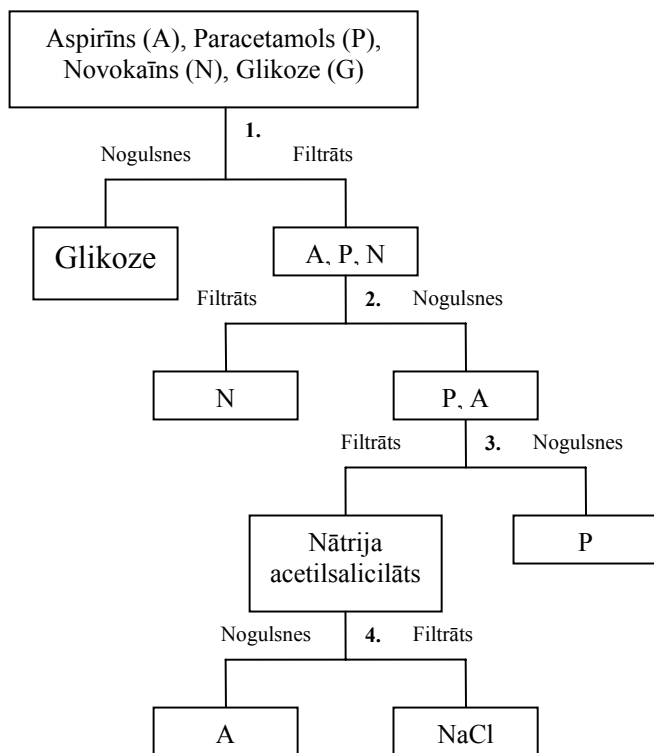 Aspirīns (A), Paracetamols (P),
Novokaīns (N), Glikoze (G)
1.
Nogulsnes Filtrāts
Glikoze
A, P, N
Filtrāts 2. Nogulsnes
N
P, A
Filtrāts 3. Nogulsnes
Nātrija
acetilsalicilāts
P
Nogulsnes 4. Filtrāts
A
NaCl